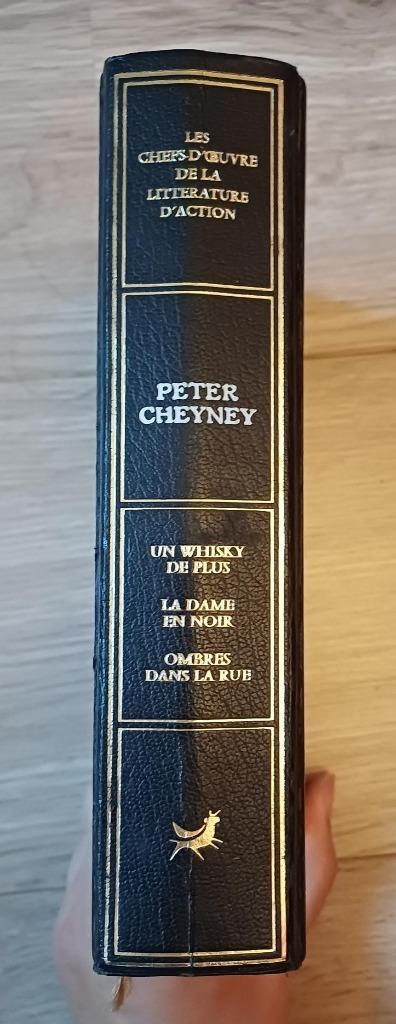 LES
CHEFS-D'ŒUVRE
DE LA
LITTERATURE
D'ACTION
PETER
CHEYNEY
UN WHISKY
DE PLUS
LA DAME
EN NOIR
OMBRES
DANS LA RUE